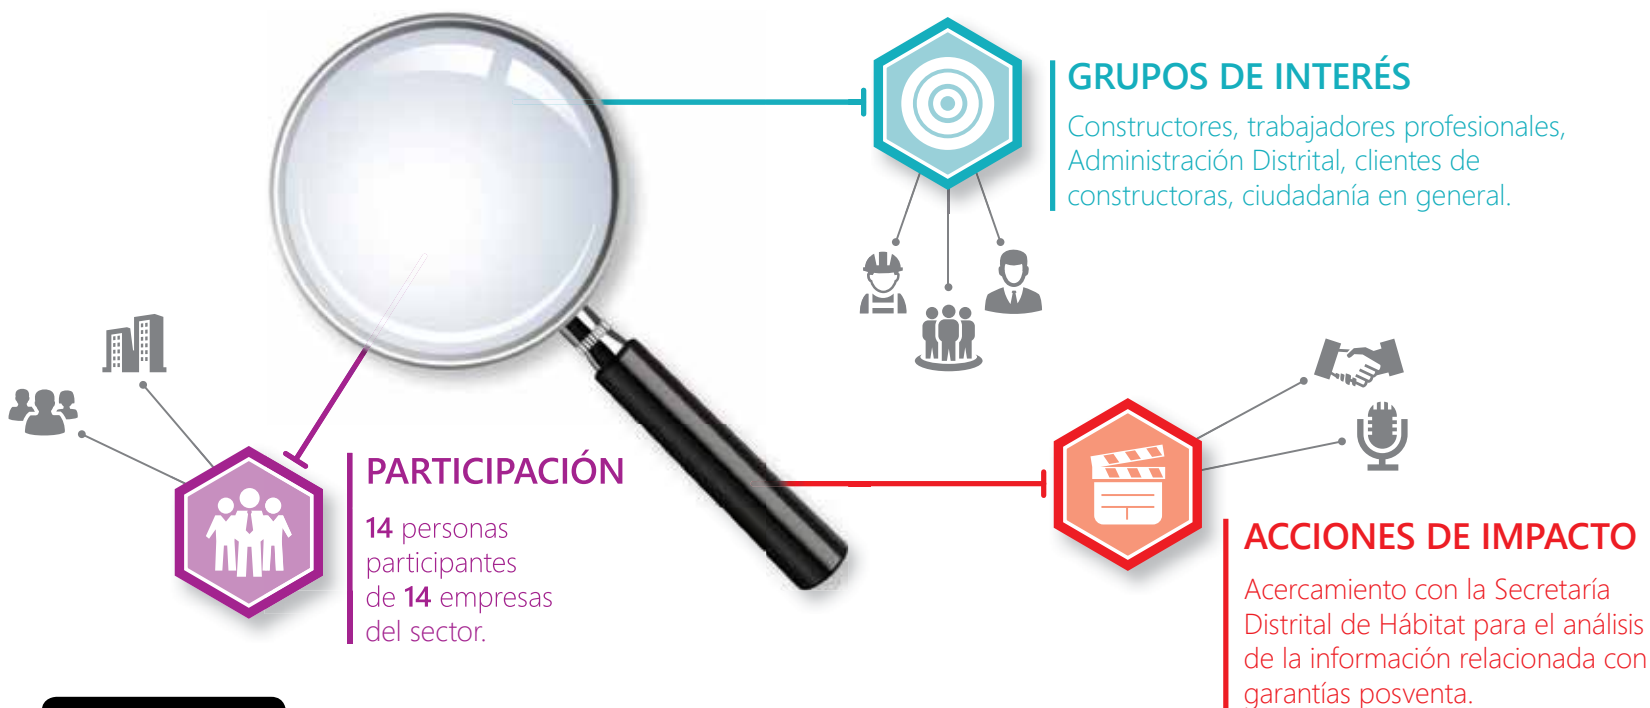 GRUPOS DE INTERÉS
Constructores, trabajadores profesionales,
Administración Distrital, clientes de
constructoras, ciudadanía en general.
PARTICIPACIÓN
14 personas
participantes
de 14 empresas
del sector.
ACCIONES DE IMPACTO
Acercamiento con la Secretaría
Distrital de Hábitat para el análisis
de la información relacionada con
garantías posventa.